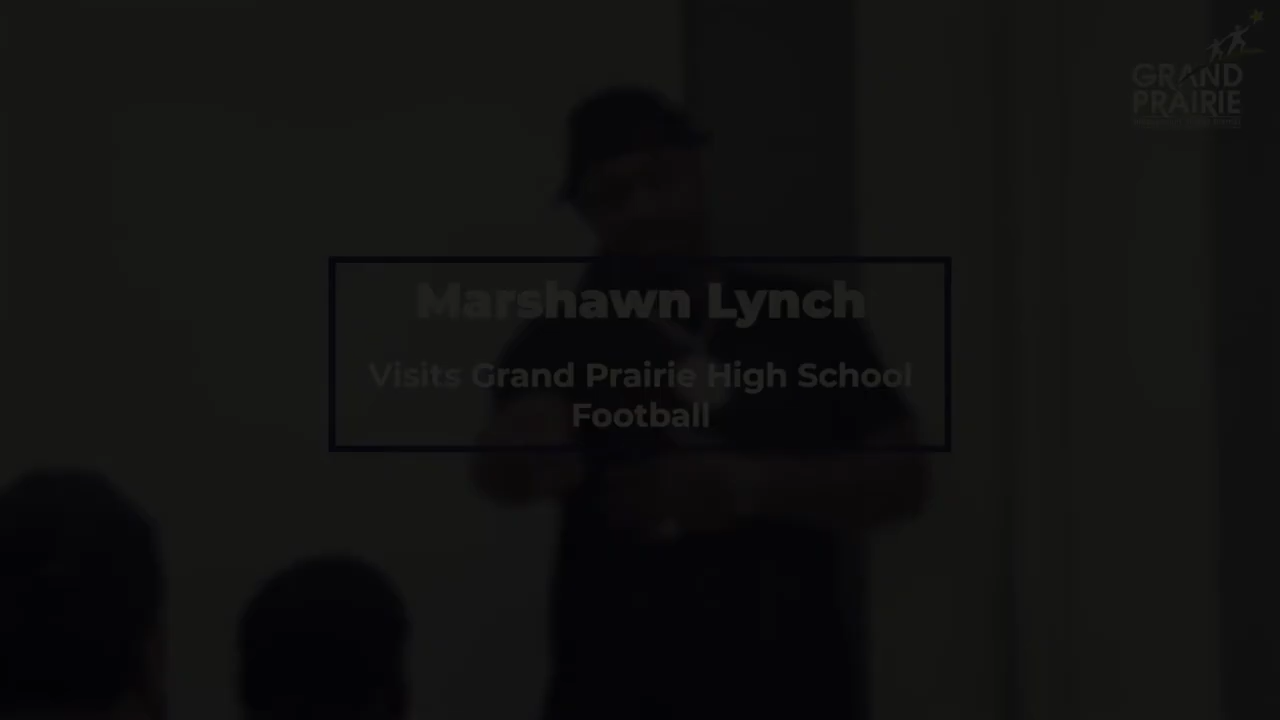 GRAND
PRAIRIE
Marshawn Lynch
Visits Grand Prairie High School
Football